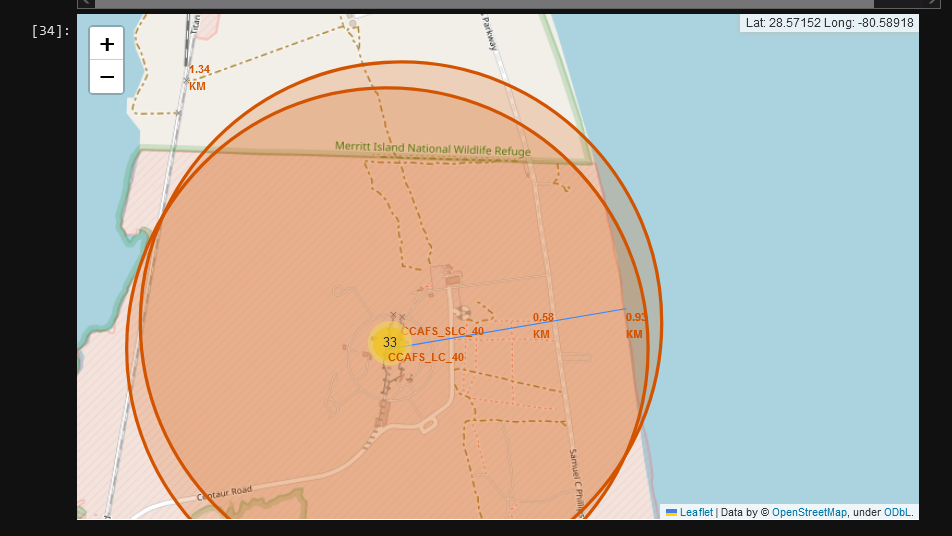 [34]:
+
−
Lat: 28.57152 Long: -80.58918
Titan
Parkway
1.34
KM
Merritt Island National Wildlife Refuge
0.58
KM
0.93
KM
CCAFS_SLC_40
33
CCAFS_LC_40
Centaur Road
Samuel C Phillips
Leaflet | Data by © OpenStreetMap, under ODbL.